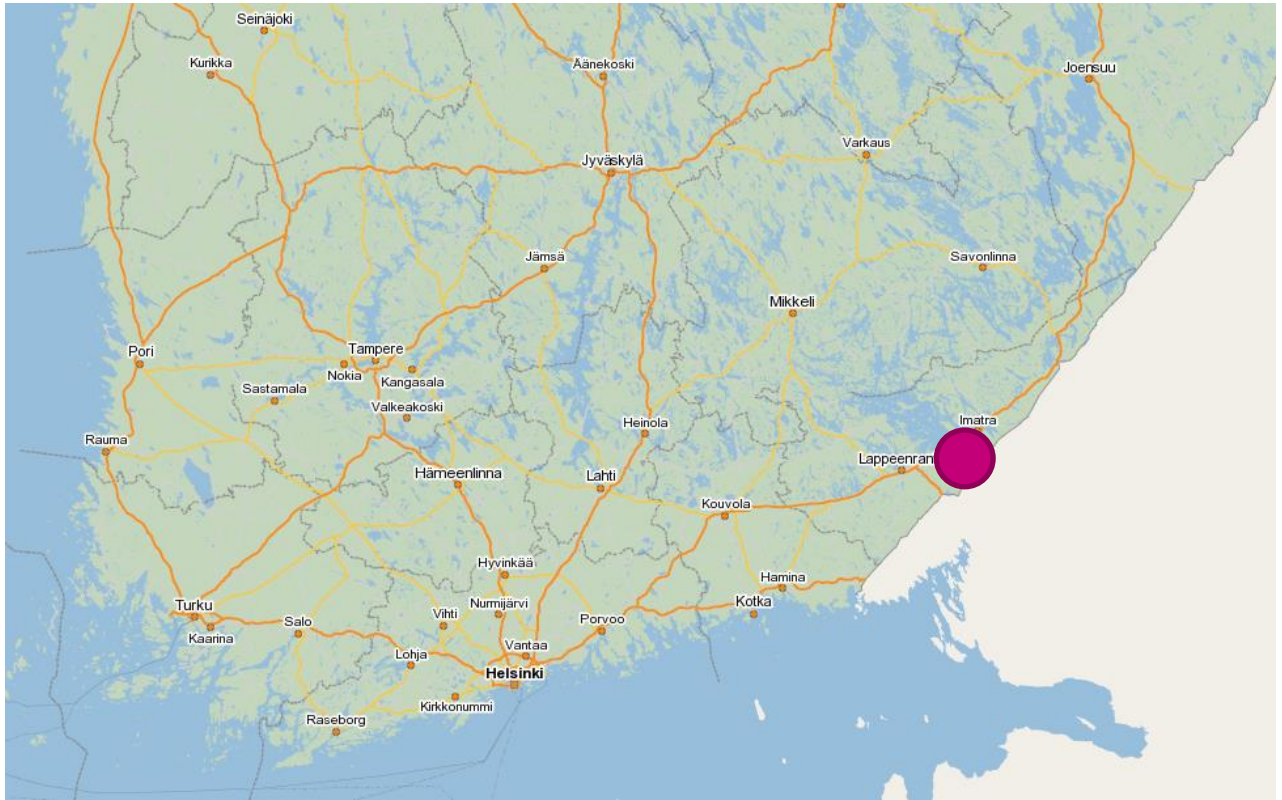 Seinäjoki
Kurikka
Äänekoski
Joensuu
Varkaus
Jyväskylä
Jämsä
Savonlinna
Mikkeli
Pori
Tampere
Nokia
Kangasala
Sastamala
Valkeakoski
Heinola
Imatra
Rauma
Hämeenlinna
Lahti
Lappeenran
Kouvola
Hyvinkää
Hamina
Turku
Kaarina
Salo
Vihti
Nurmijärvi
Porvoo
Kotka
Lohja
Vantaa
Helsinki
Kirkkonummi
Raseborg